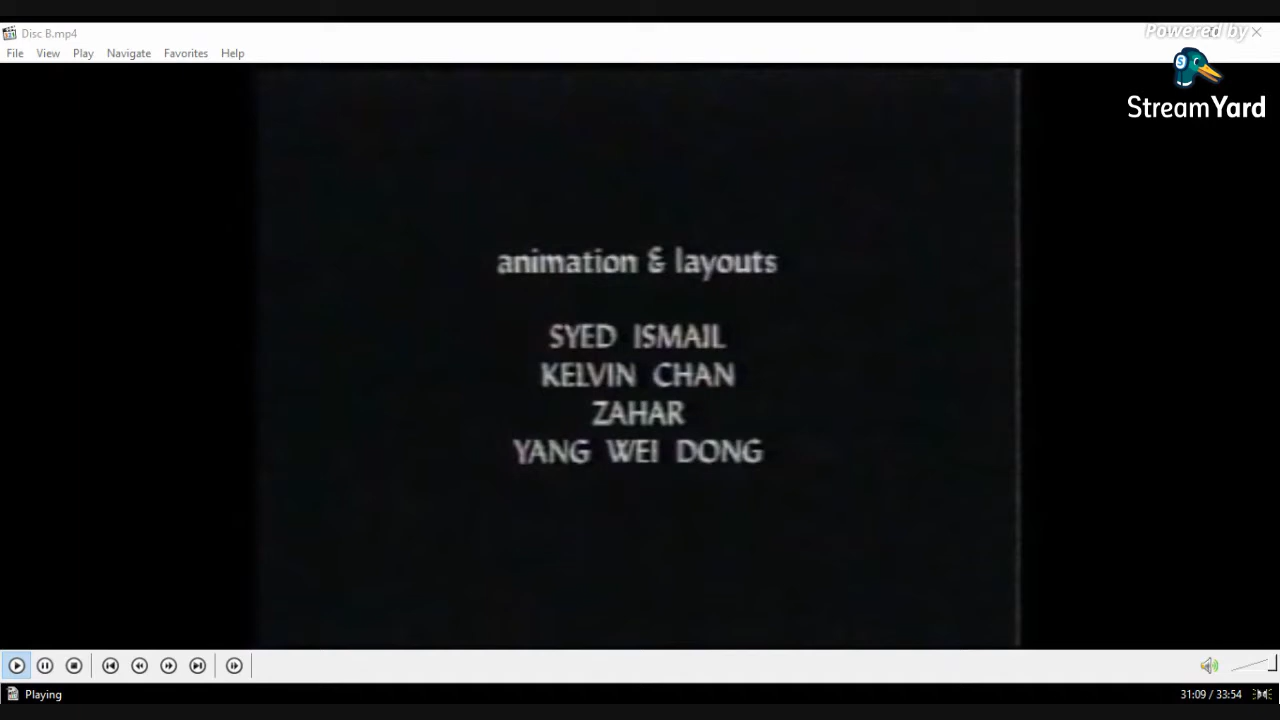 Disc B.mp4
Powered by
File View Play Navigate Favorites Help
StreamYard
animation & layouts
SYED ISMAIL
KELVIN CHAN
ZAHAR
YANG WEI DONG
Playing
31:09 / 33:54